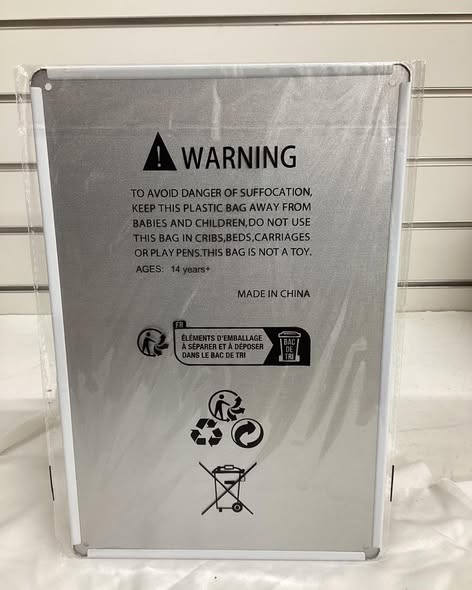 WARNING
TO AVOID DANGER OF SUFFOCATION,
KEEP THIS PLASTIC BAG AWAY FROM
BABIES AND CHILDREN,DO NOT USE
THIS BAG IN CRIBS,BEDS,CARRIAGES
OR PLAY PENS.THIS BAG IS NOT A TOY.
AGES: 14 years+
MADE IN CHINA
FR
ÉLÉMENTS D'EMBALLAGE
À SÉPARER ET À DÉPOSER
DANS LE BAC DE TRI
BAC
DE
TRI